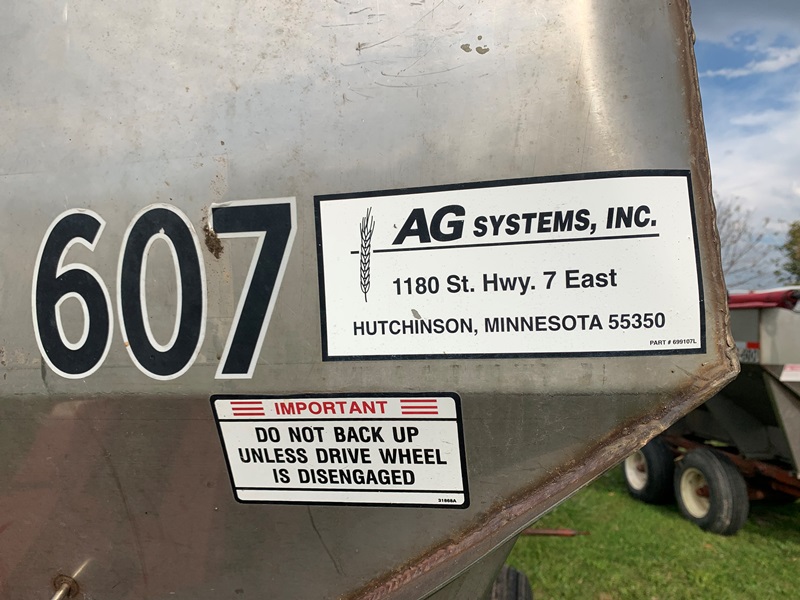 607
AG SYSTEMS, INC.
1180 St. Hwy. 7 East
HUTCHINSON, MINNESOTA 55350
PART # 699107L
IMPORTANT
DO NOT BACK UP
UNLESS DRIVE WHEEL
IS DISENGAGED
31868A